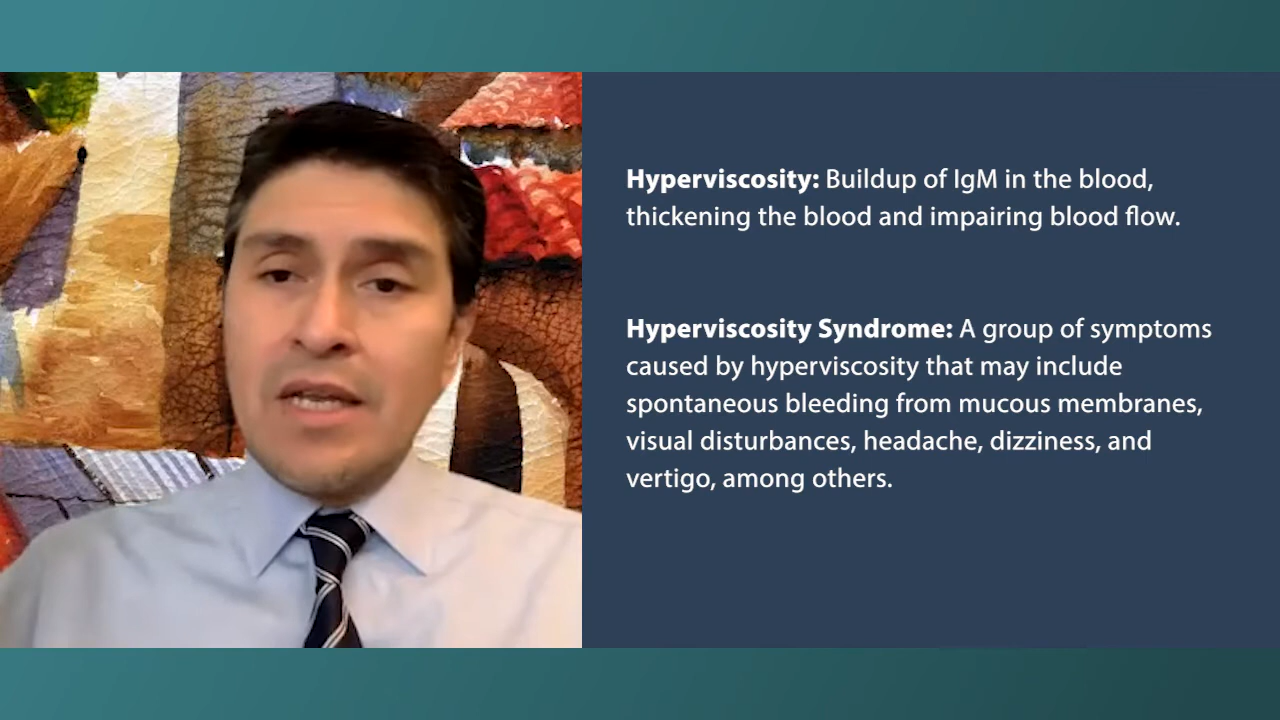 Hyperviscosity: Buildup of IgM in the blood,
thickening the blood and impairing blood flow.
Hyperviscosity Syndrome: A group of symptoms
caused by hyperviscosity that may include
spontaneous bleeding from mucous membranes,
visual disturbances, headache, dizziness, and
vertigo, among others.